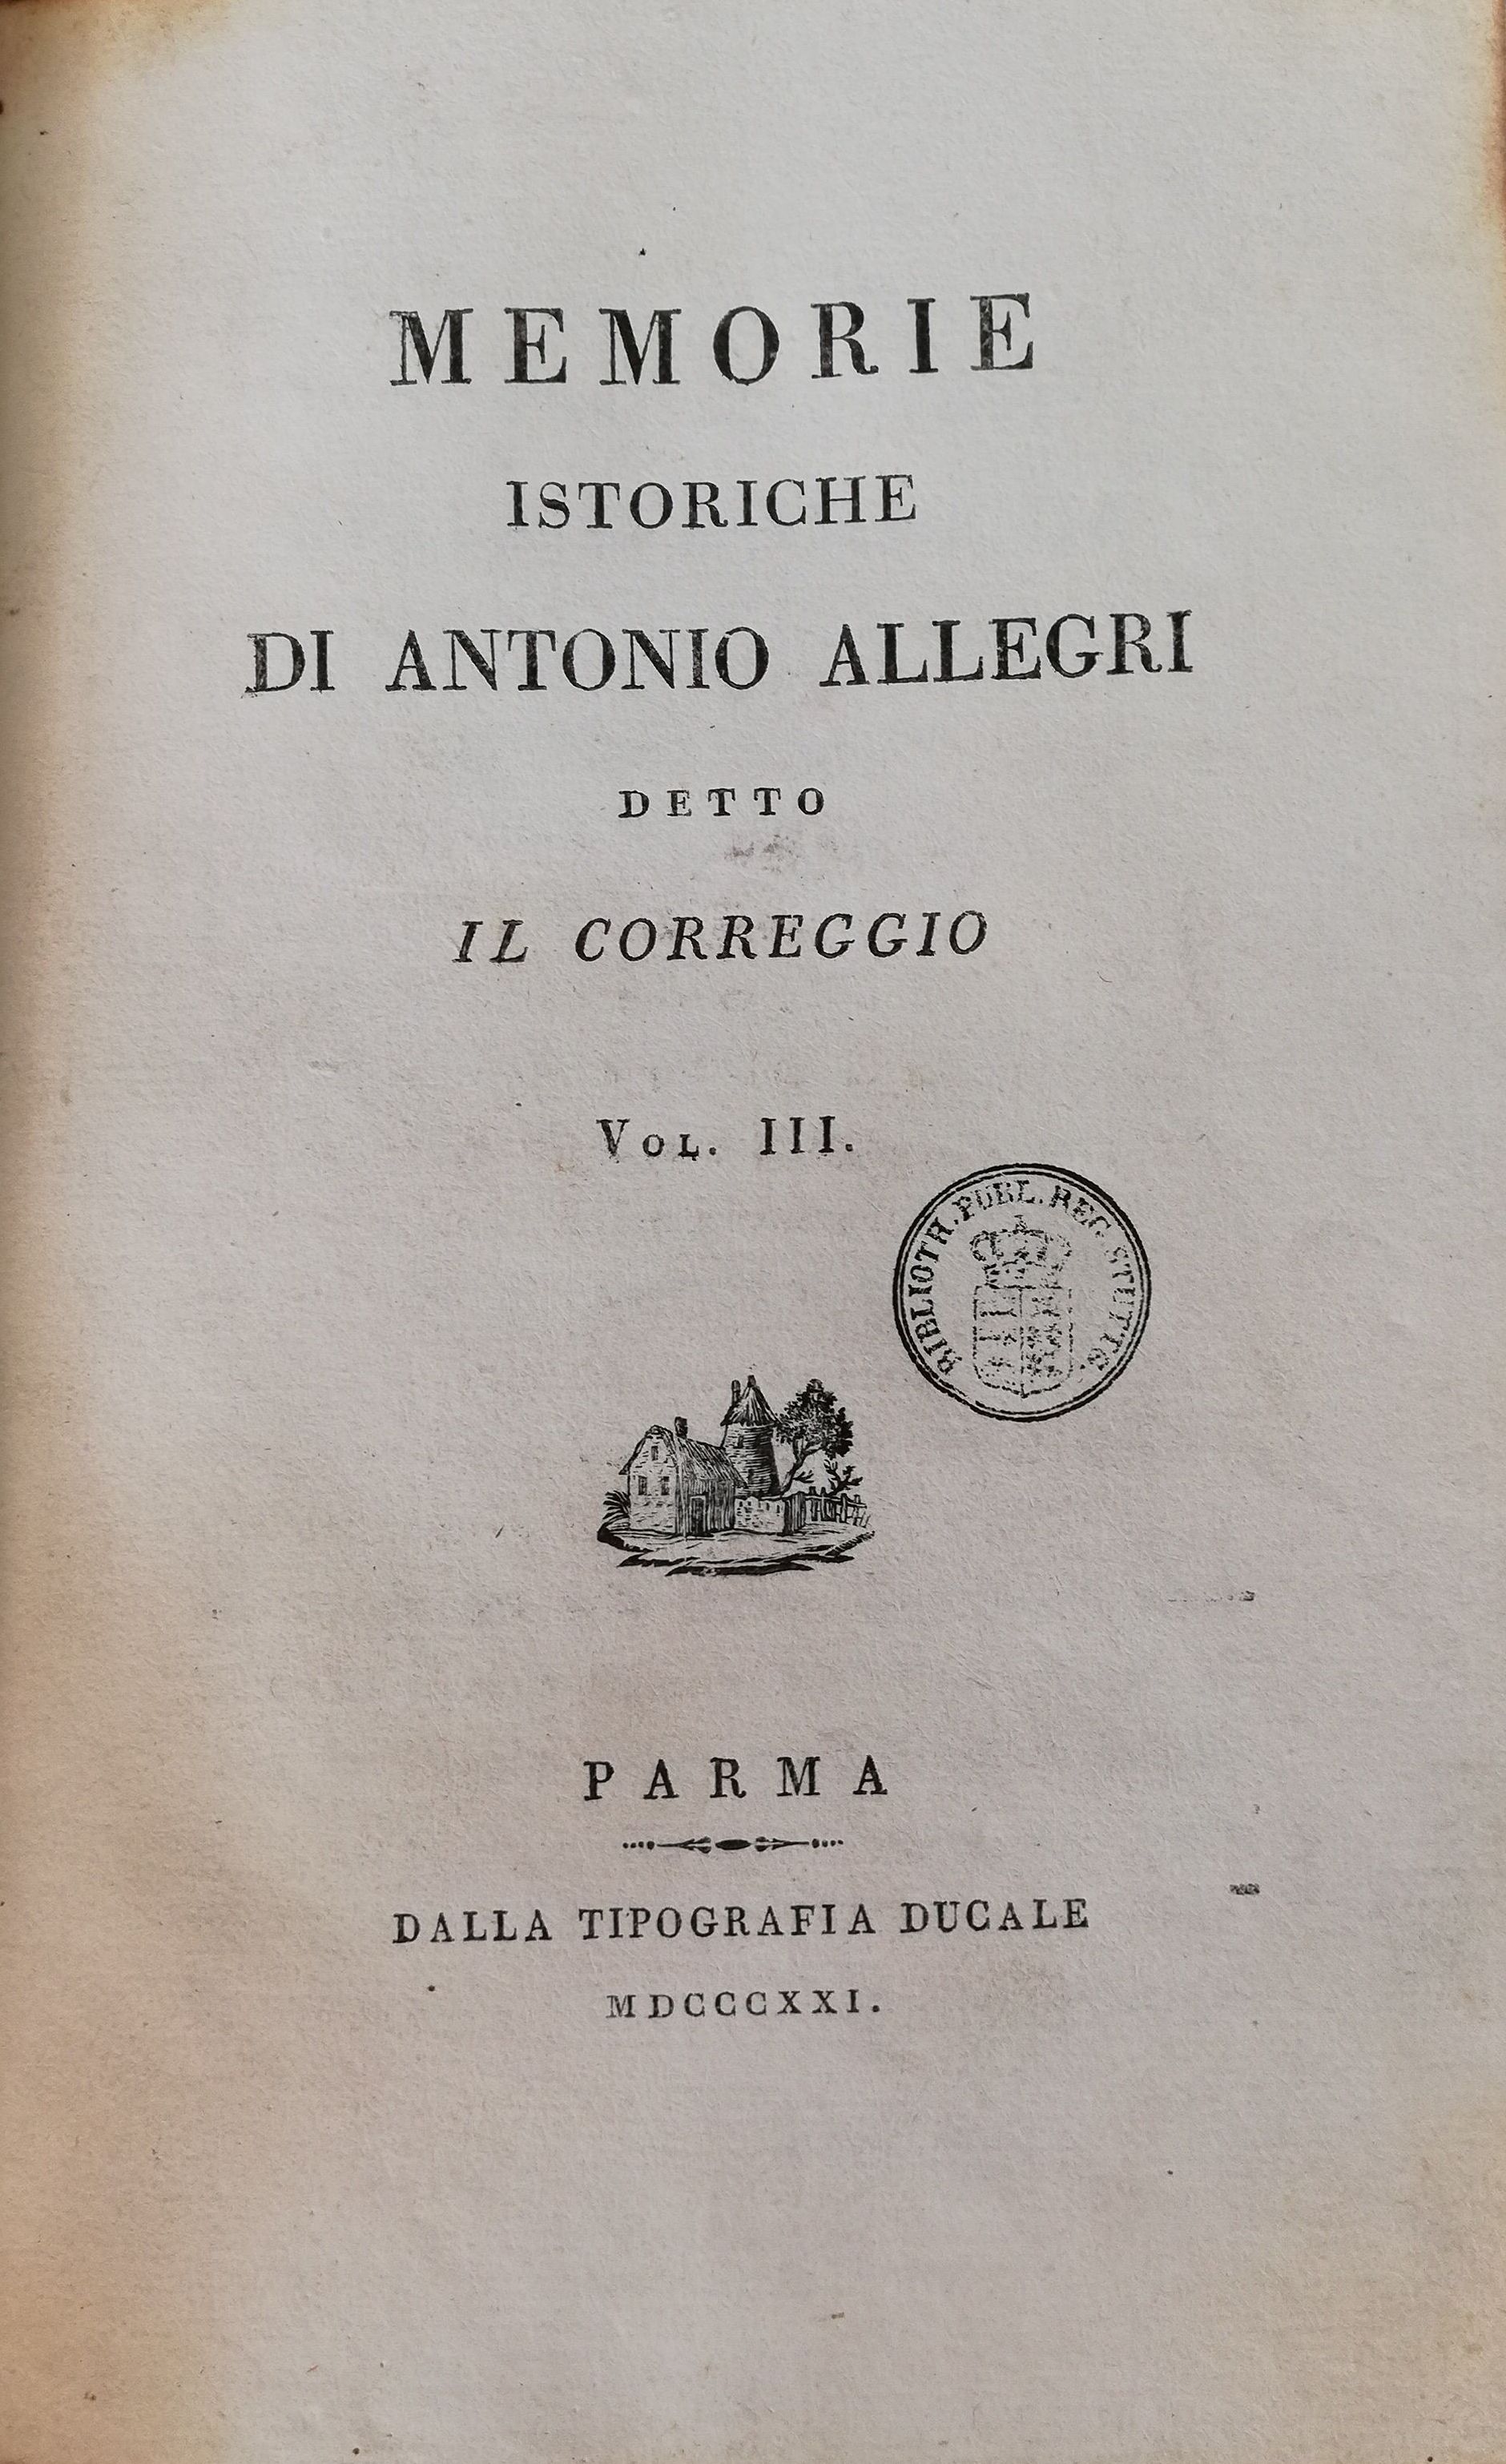 MEMORIE
ISTORICHE
DI ANTONIO ALLEGRI
DETTO
IL CORREGGIO
VOL. III.
BIBLIOTH. PUBL. REG. STUTTG.
PARMA
DALLA TIPOGRAFIA DUCALE
MDCCCXXI.